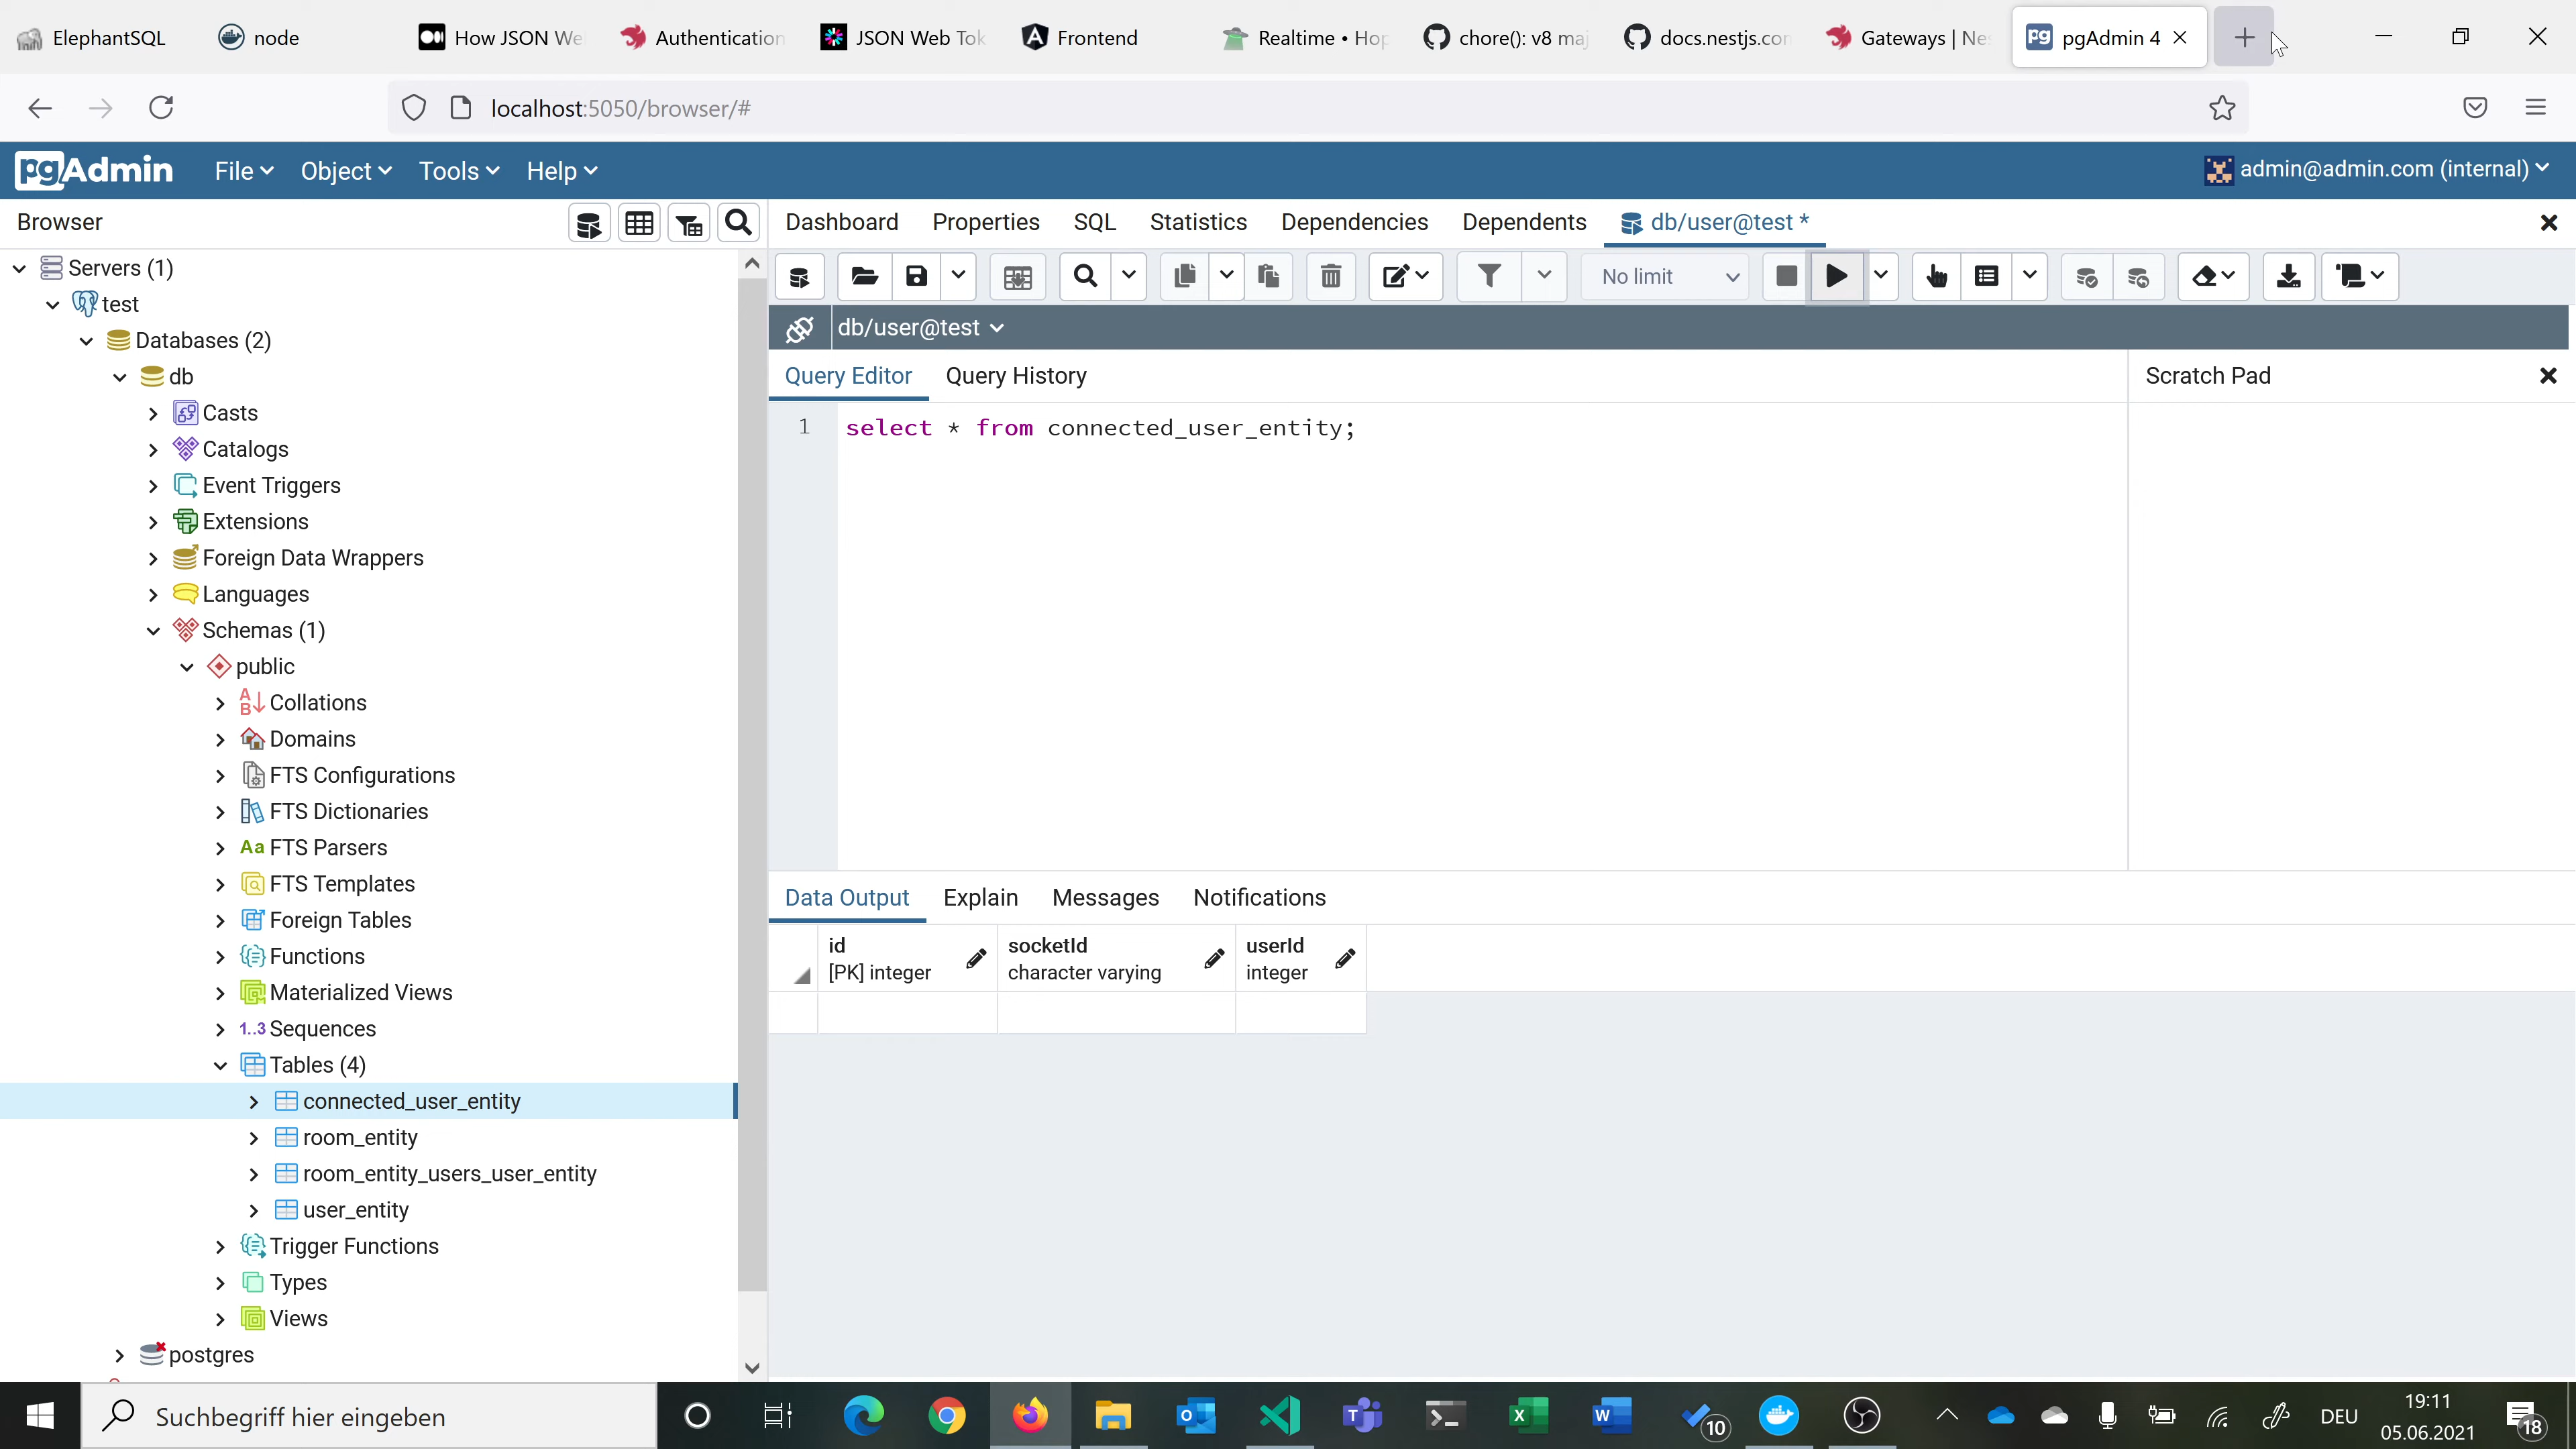 ElephantSQL node How JSON We Authentication JSON Web Tok Frontend Realtime • Hop chore(): v8 maj docs.nestjs.con Gateways | Nes pgAdmin 4
localhost:5050/browser/#
pgAdmin File Object Tools Help admin@admin.com (internal)
Browser
Dashboard Properties SQL Statistics Dependencies Dependents db/user@test *
Servers (1)
test
Databases (2)
db
Casts
Catalogs
Event Triggers
Extensions
Foreign Data Wrappers
Languages
Schemas (1)
public
Collations
Domains
FTS Configurations
FTS Dictionaries
Aa FTS Parsers
FTS Templates
Foreign Tables
Functions
Materialized Views
1..3 Sequences
Tables (4)
connected_user_entity
room_entity
room_entity_users_user_entity
user_entity
Trigger Functions
Types
Views
postgres
No limit
db/user@test
Query Editor Query History
Scratch Pad
1 select * from connected_user_entity;
Data Output Explain Messages Notifications
id
[PK] integer
socketId
character varying
userId
integer
Suchbegriff hier eingeben
10
DEU
19:11
05.06.2021
18